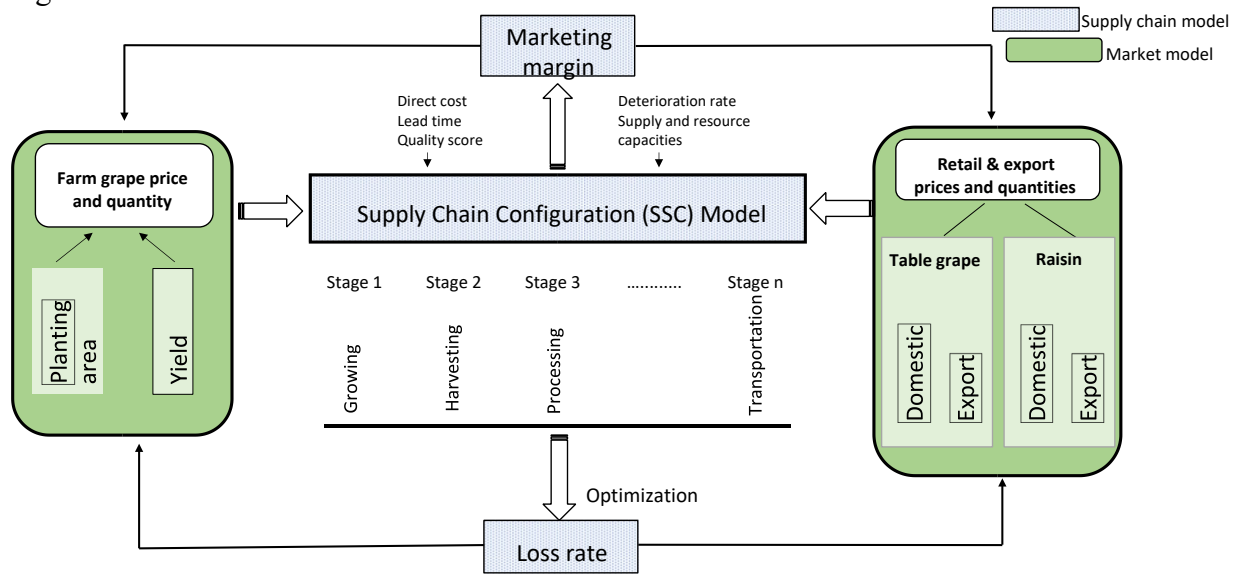 Supply chain model
Market model
Marketing
margin
Direct cost
Lead time
Quality score
Deterioration rate
Supply and resource
capacities
Farm grape price
and quantity
Planting
area
Yield
Supply Chain Configuration (SSC) Model
Stage 1
Stage 2
Stage 3
…………
Stage n
Growing
Harvesting
Processing
Transportation
Retail & export
prices and quantities
Table grape
Raisin
Domestic
Export
Domestic
Export
Optimization
Loss rate